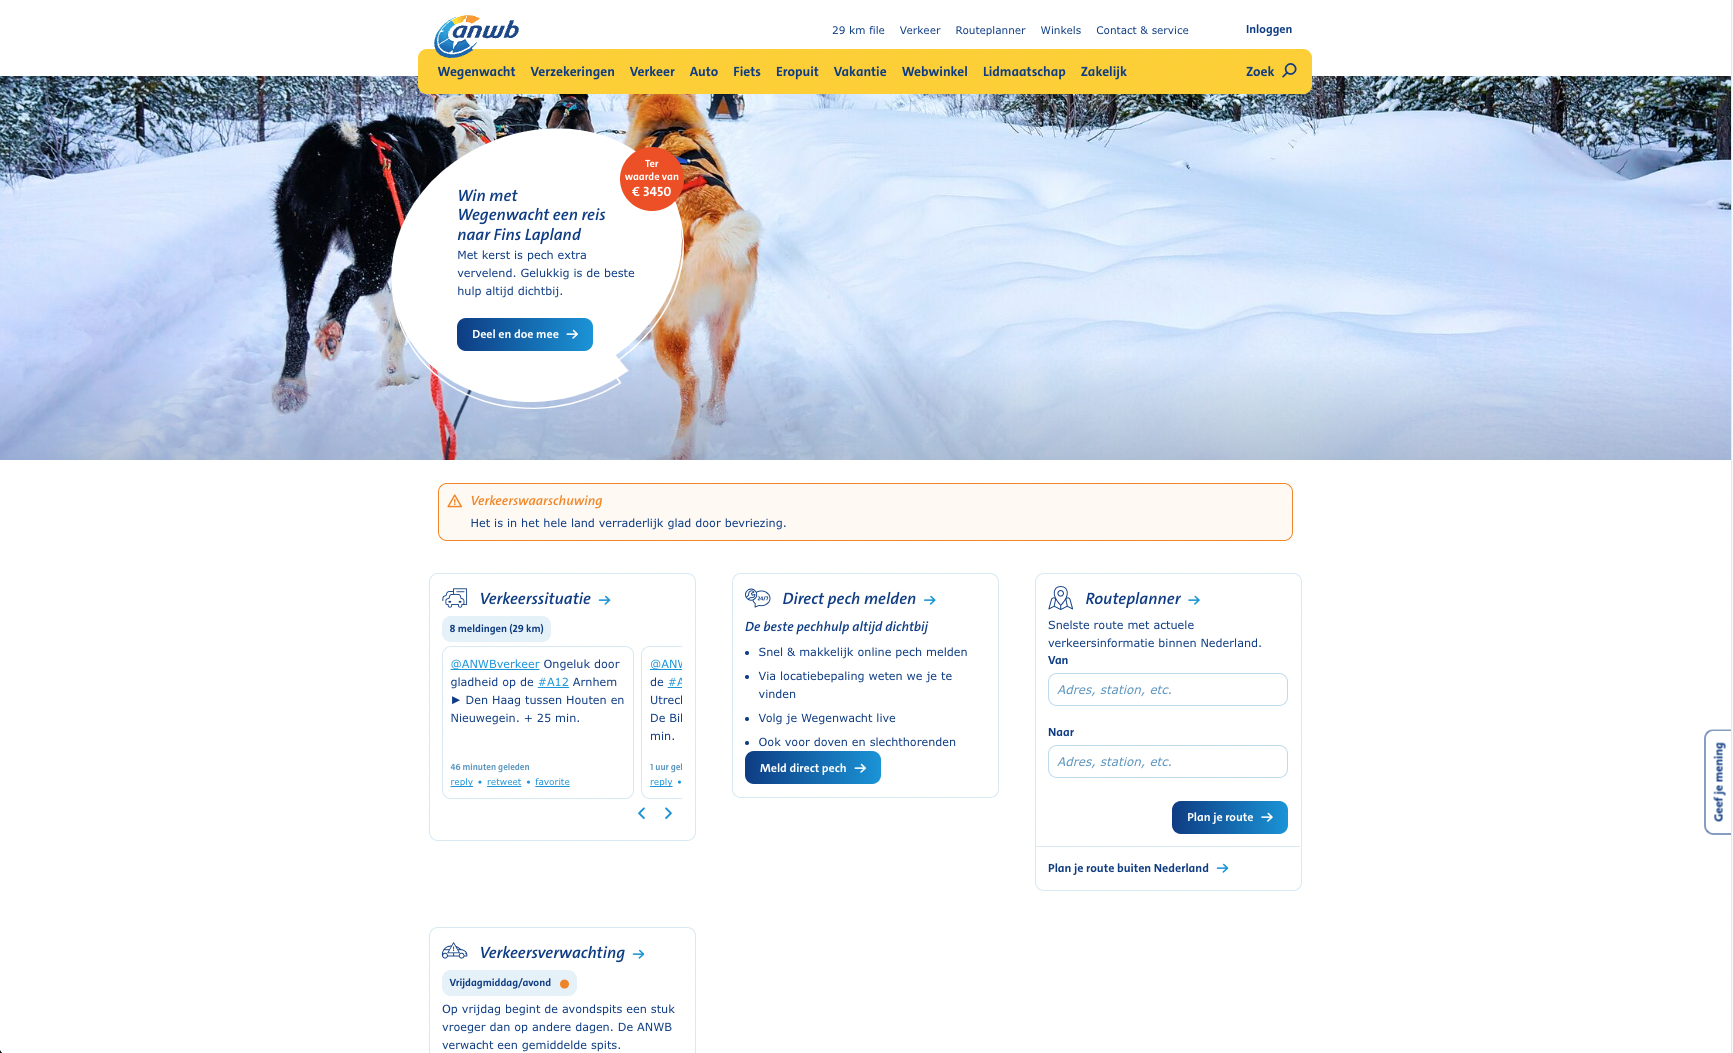 anwb
29 km file Verkeer Routeplanner Winkels Contact & service Inloggen
Wegenwacht Verzekeringen Verkeer Auto Fiets Eropuit Vakantie Webwinkel Lidmaatschap Zakelijk Zoek
Ter
waarde van
€ 3450
Win met
Wegenwacht een reis
naar Fins Lapland
Met kerst is pech extra
vervelend. Gelukkig is de beste
hulp altijd dichtbij.
Deel en doe mee
Verkeerswaarschuwing
Het is in het hele land verraderlijk glad door bevriezing.
Verkeerssituatie
8 meldingen (29 km)
@ANWBverkeer Ongeluk door
gladheid op de #A12 Arnhem
► Den Haag tussen Houten en
Nieuwegein. + 25 min.
46 minuten geleden
reply • retweet • favorite
@ANW
de #A
Utrecl
De Bil
min.
1 uur gel
reply •
Direct pech melden
24/7
De beste pechhulp altijd dichtbij
• Snel & makkelijk online pech melden
• Via locatiebepaling weten we je te
vinden
• Volg je Wegenwacht live
• Ook voor doven en slechthorenden
Meld direct pech
Routeplanner
Snelste route met actuele
verkeersinformatie binnen Nederland.
Van
Adres, station, etc.
Naar
Adres, station, etc.
Plan je route
Plan je route buiten Nederland
Geef je mening
Verkeersverwachting
Vrijdagmiddag/avond
Op vrijdag begint de avondspits een stuk
vroeger dan op andere dagen. De ANWB
verwacht een gemiddelde spits.